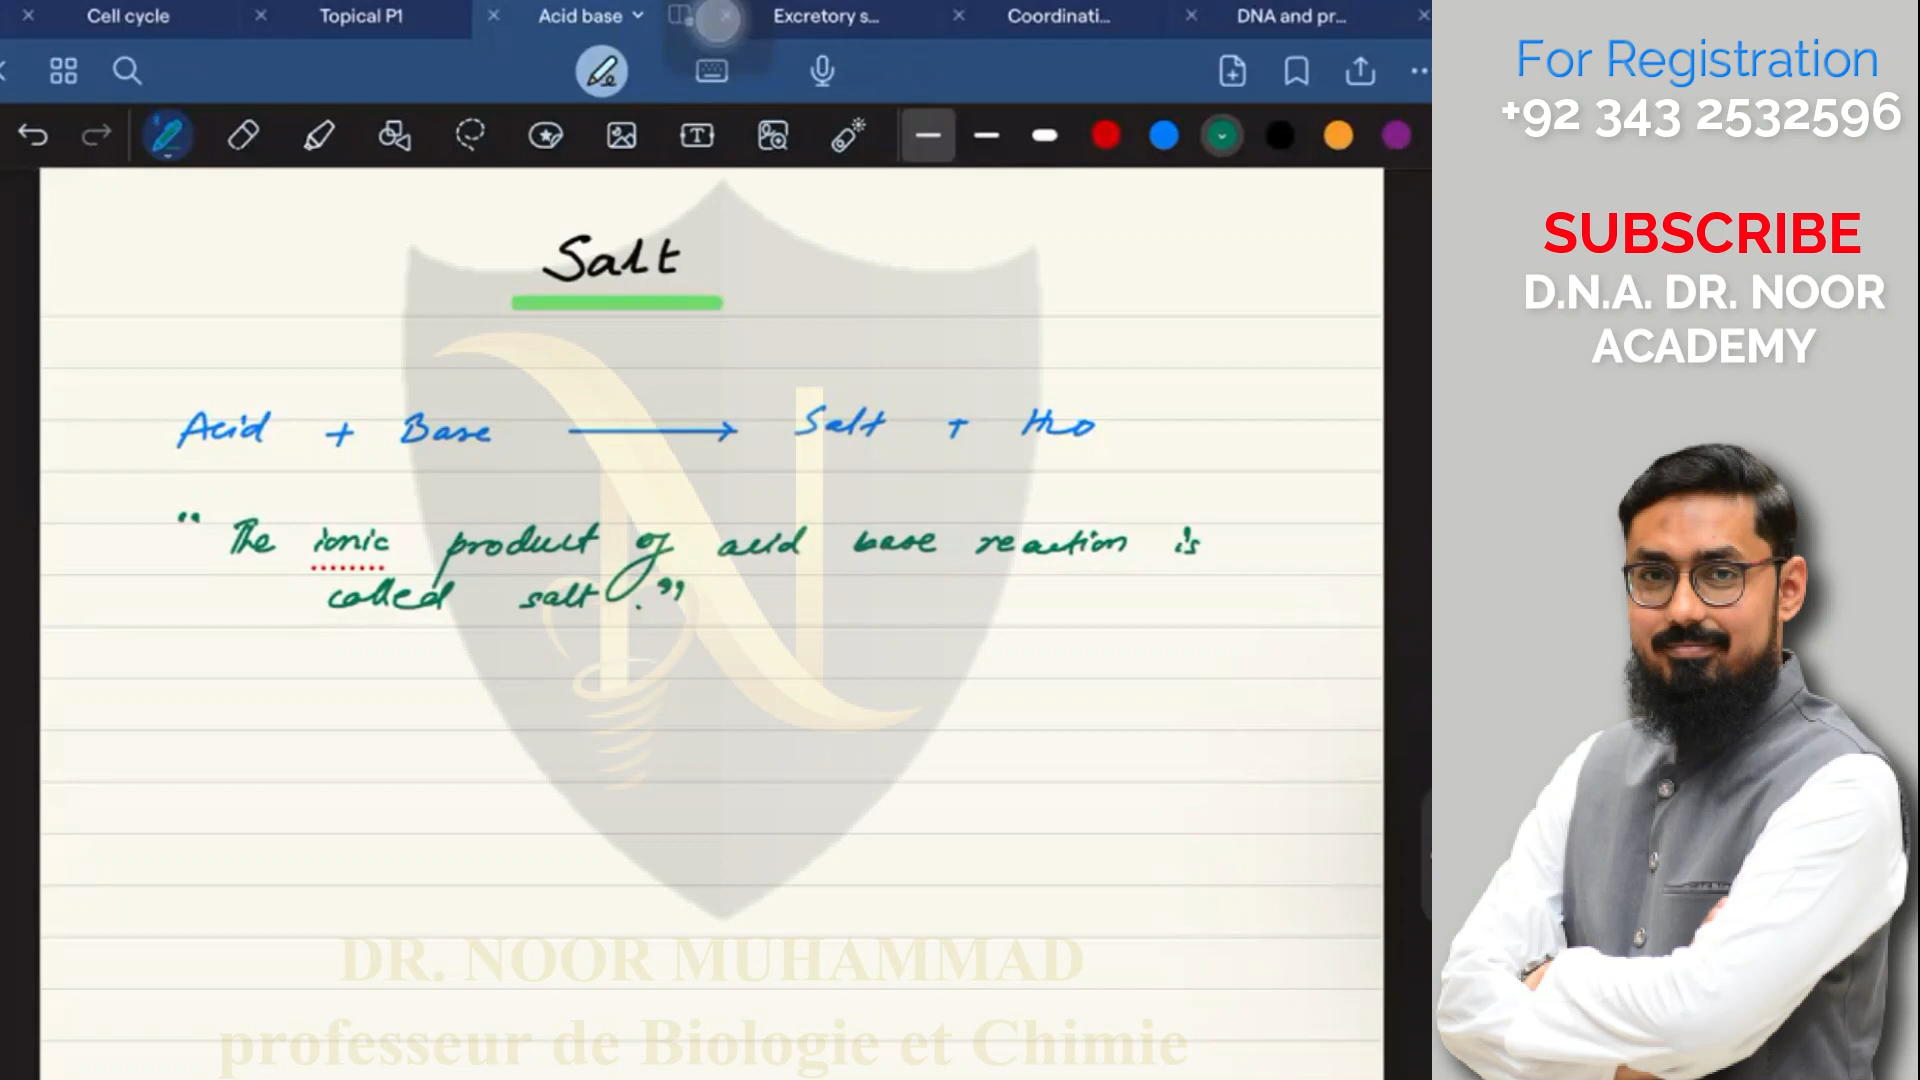 Cell cycle
Topical P1
Acid base
Excretory s...
Coordinati...
DNA and pr...
Salt
Acid + Base → Salt + H2O
" The ionic product of acid base reaction is
called salt . "
DR. NOOR MUHAMMAD
professeur de Biologie et Chimie
For Registration
+92 343 2532596
SUBSCRIBE
D.N.A. DR. NOOR
ACADEMY